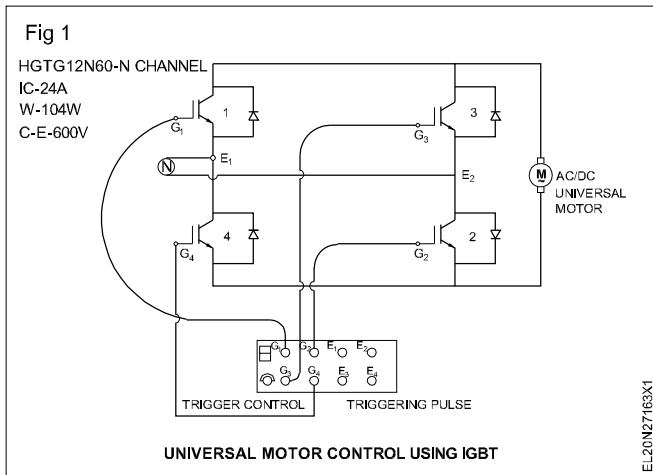 Fig 1
HGTG12N60-N CHANNEL
IC-24A
W-104W
C-E-600V
1
3
G1
G3
E1
N
E2
M
~
AC/DC
UNIVERSAL
MOTOR
4
2
G4
G2
G1 G2 E1 E2
G3 G4 E3 E4
TRIGGER CONTROL TRIGGERING PULSE
UNIVERSAL MOTOR CONTROL USING IGBT
EL20N27163X1